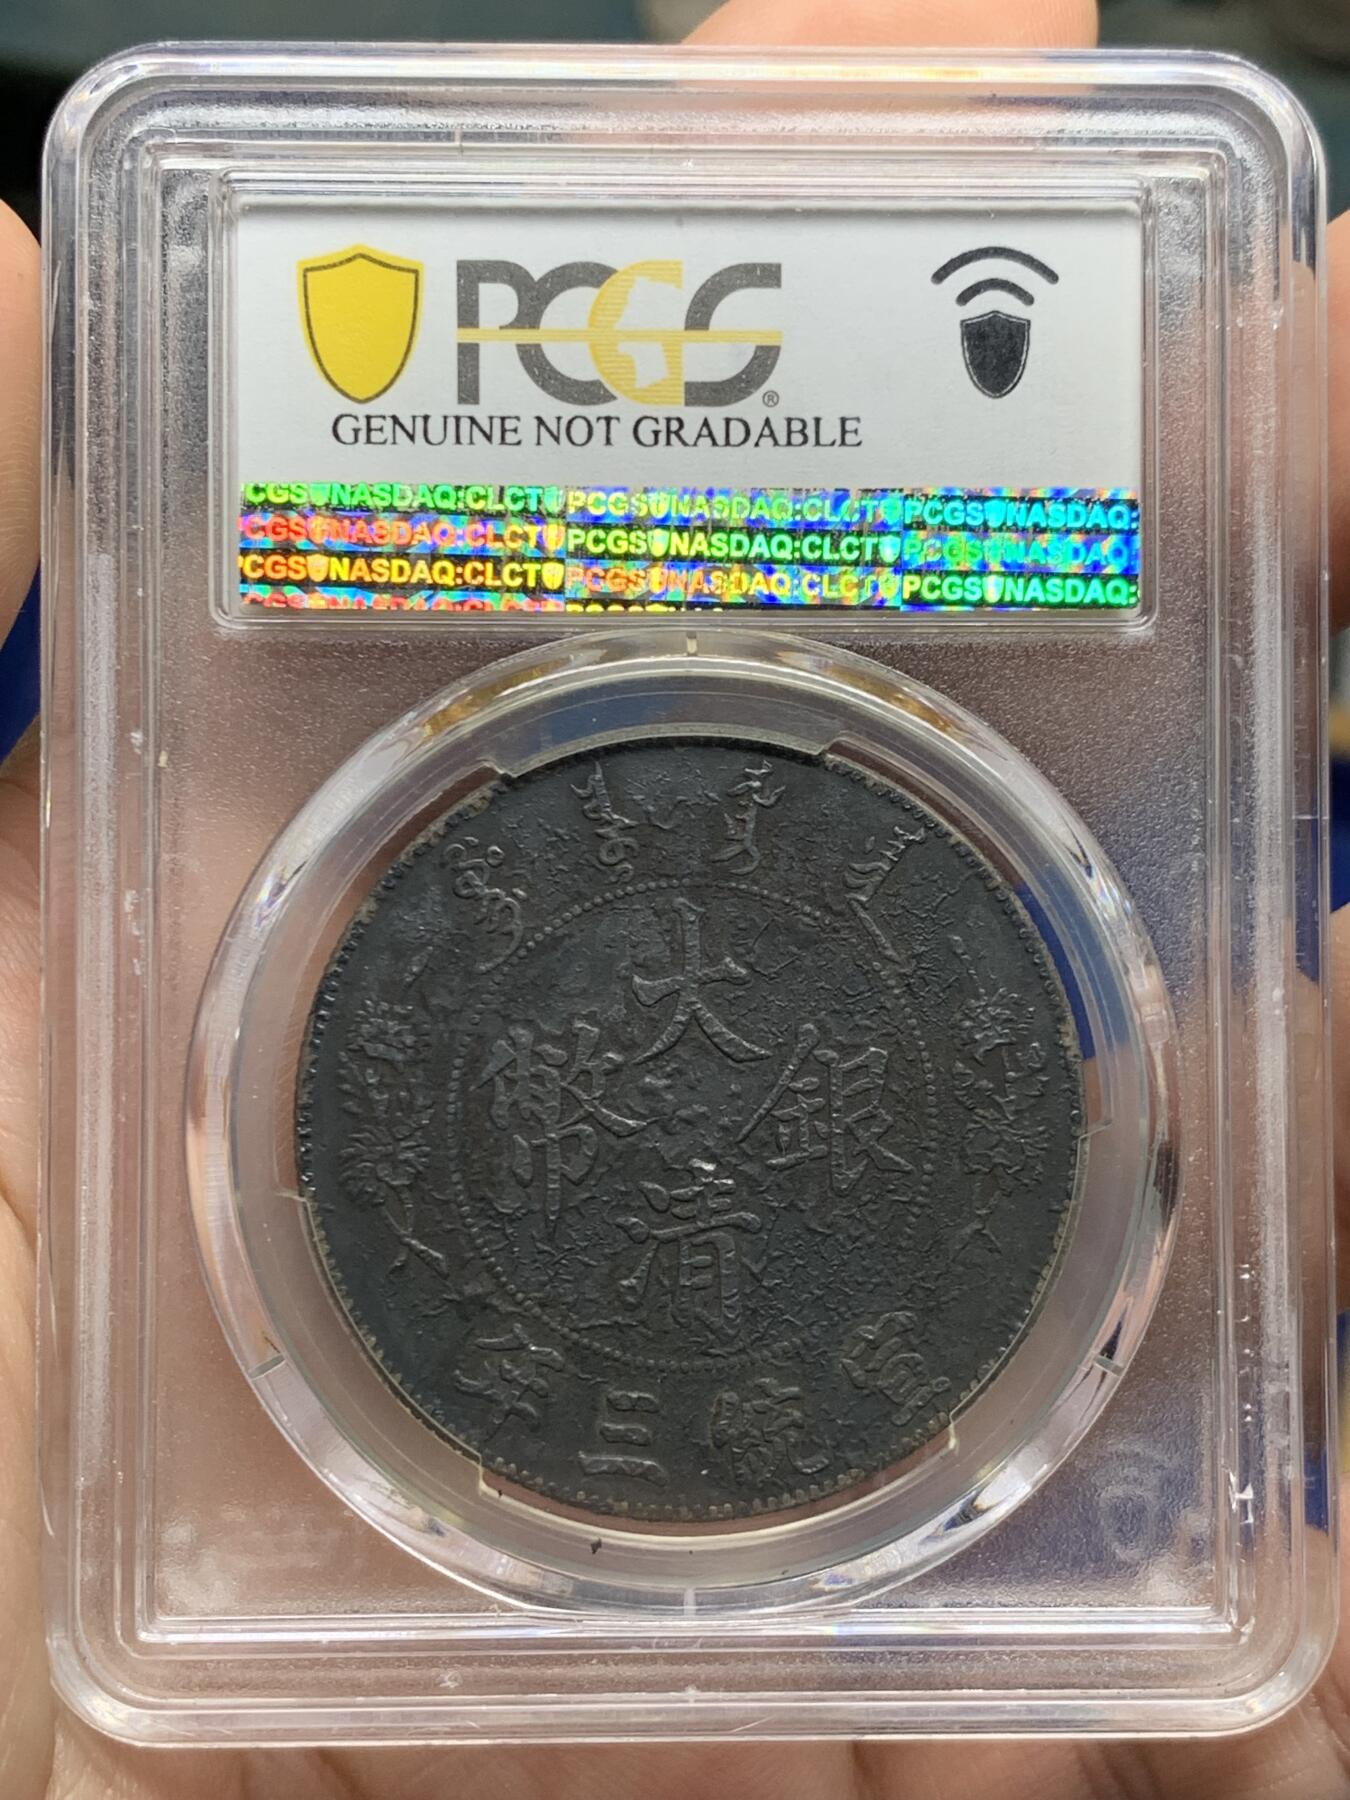 PCGS®
GENUINE NOT GRADABLE
PCGS NASDAQ:CLCT PCGS NASDAQ:CLCT PCGS NASDAQ:
PCGS NASDAQ:CLCT PCGS NASDAQ:CLCT PCGS NASDAQ
PCGS NASDAQ:CLCT PCGS NASDAQ:CLCT PCGS NASDAQ:
大清銀幣
年三統宣